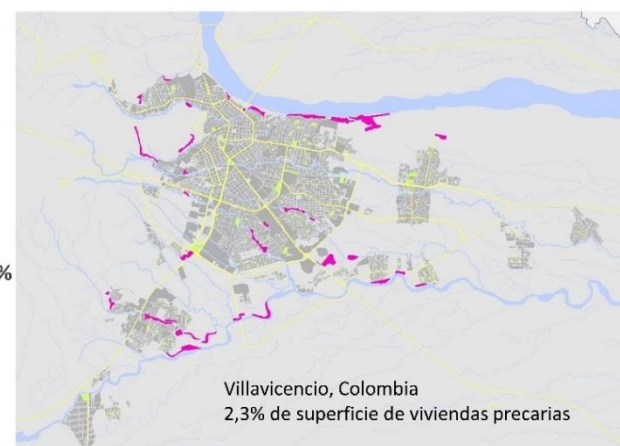 %
Villavicencio, Colombia
2,3% de superficie de viviendas precarias